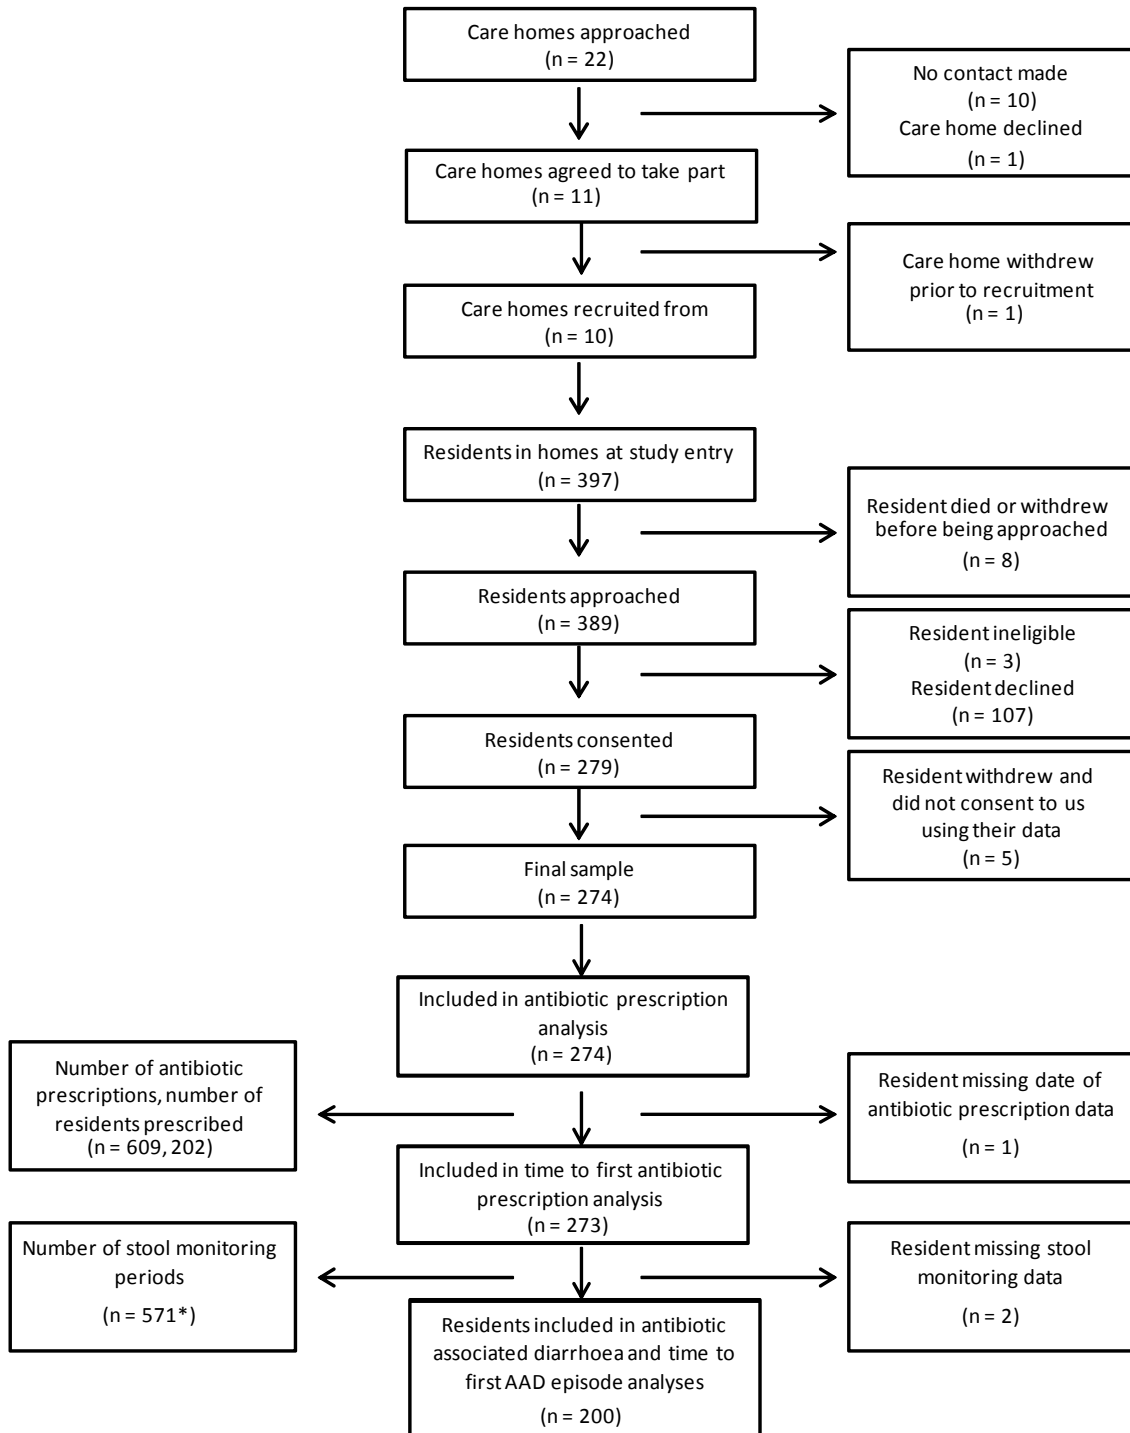 Care homes approached
(n = 22)
No contact made
(n = 10)
Care home declined
(n = 1)
Care homes agreed to take part
(n = 11)
Care home withdrew
prior to recruitment
(n = 1)
Care homes recruited from
(n = 10)
Residents in homes at study entry
(n = 397)
Resident died or withdrew
before being approached
(n = 8)
Residents approached
(n = 389)
Resident ineligible
(n = 3)
Resident declined
(n = 107)
Residents consented
(n = 279)
Resident withdrew and
did not consent to us
using their data
(n = 5)
Final sample
(n = 274)
Included in antibiotic prescription
analysis
(n = 274)
Number of antibiotic
prescriptions, number of
residents prescribed
(n = 609, 202)
Resident missing date of
antibiotic prescription data
(n = 1)
Included in time to first antibiotic
prescription analysis
(n = 273)
Number of stool monitoring
periods
(n = 571*)
Resident missing stool
monitoring data
(n = 2)
Residents included in antibiotic
associated diarrhoea and time to
first AAD episode analyses
(n = 200)